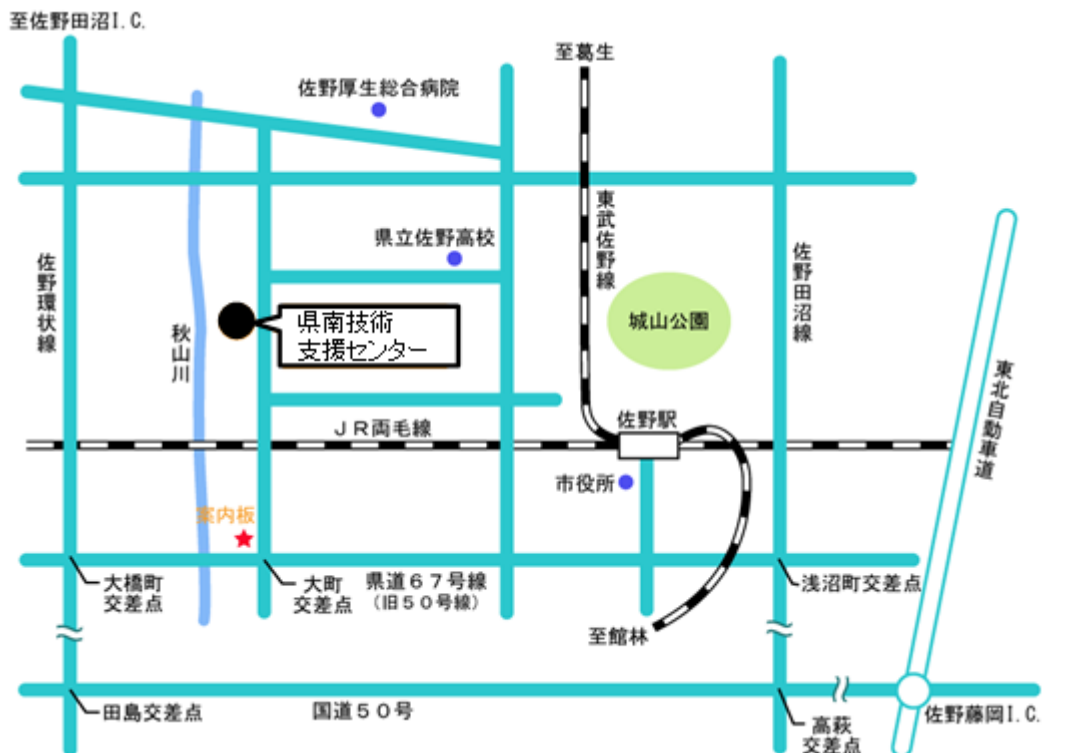 至佐野田沼I.C.
至葛生
佐野厚生総合病院
東武佐野線
県立佐野高校
佐野環状線
佐野田沼線
県南技術
支援センター
城山公園
秋山川
東北自動車道
佐野駅
ＪＲ両毛線
市役所
案内板
大橋町
交差点
大町
交差点
県道６７号線
（旧５０号線）
浅沼町交差点
至館林
田島交差点
国道５０号
高萩
交差点
佐野藤岡I.C.